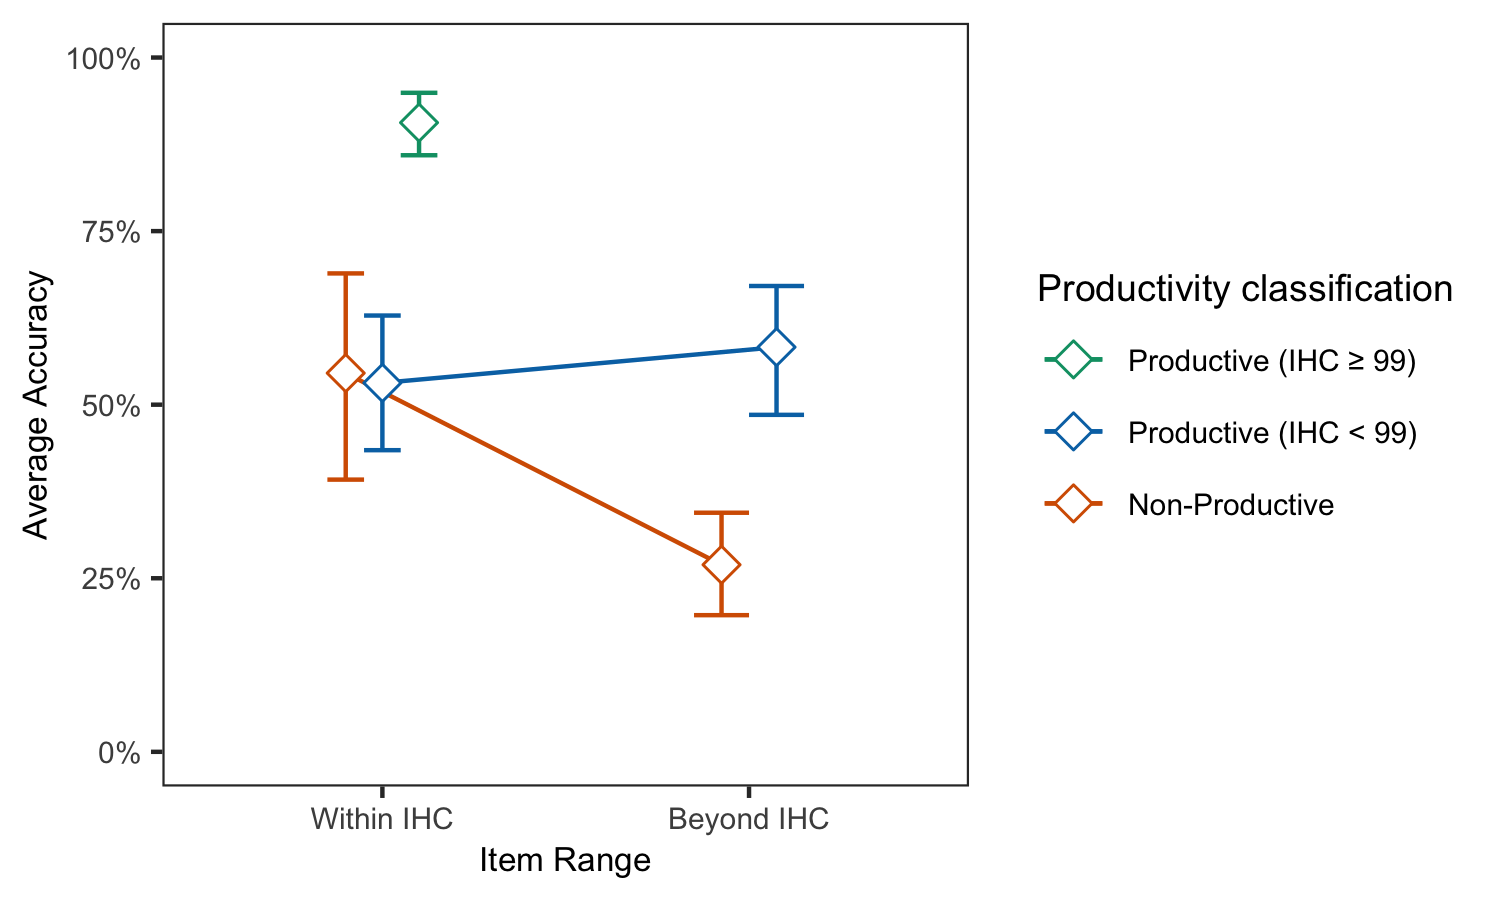 100%
75%
50%
25%
0%
Average Accuracy
Within IHC
Beyond IHC
Item Range
Productivity classification
Productive (IHC ≥ 99)
Productive (IHC < 99)
Non-Productive